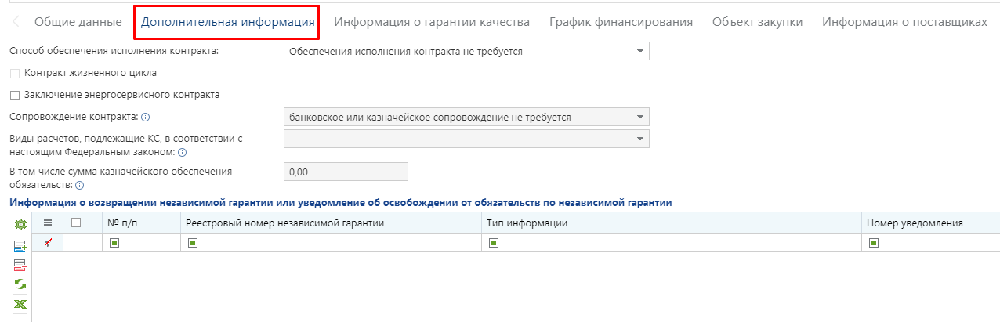 Общие данные Дополнительная информация Информация о гарантии качества График финансирования Объект закупки Информация о поставщиках
Способ обеспечения исполнения контракта: Обеспечения исполнения контракта не требуется
Контракт жизненного цикла
Заключение энергосервисного контракта
Сопровождение контракта: банковское или казначейское сопровождение не требуется
Виды расчетов, подлежащие КС, в соответствии с
настоящим Федеральным законом:
В том числе сумма казначейского обеспечения
обязательств: 0,00
Информация о возвращении независимой гарантии или уведомление об освобождении от обязательств по независимой гарантии
№ п/п Реестровый номер независимой гарантии Тип информации Номер уведомления